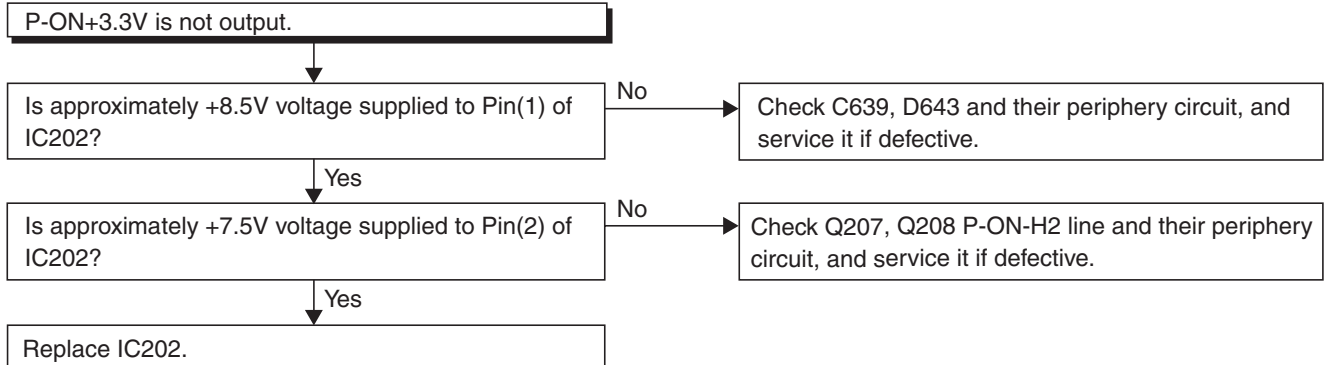 P-ON+3.3V is not output.
Is approximately +8.5V voltage supplied to Pin(1) of
IC202?
No
Check C639, D643 and their periphery circuit, and
service it if defective.
Yes
Is approximately +7.5V voltage supplied to Pin(2) of
IC202?
No
Check Q207, Q208 P-ON-H2 line and their periphery
circuit, and service it if defective.
Yes
Replace IC202.